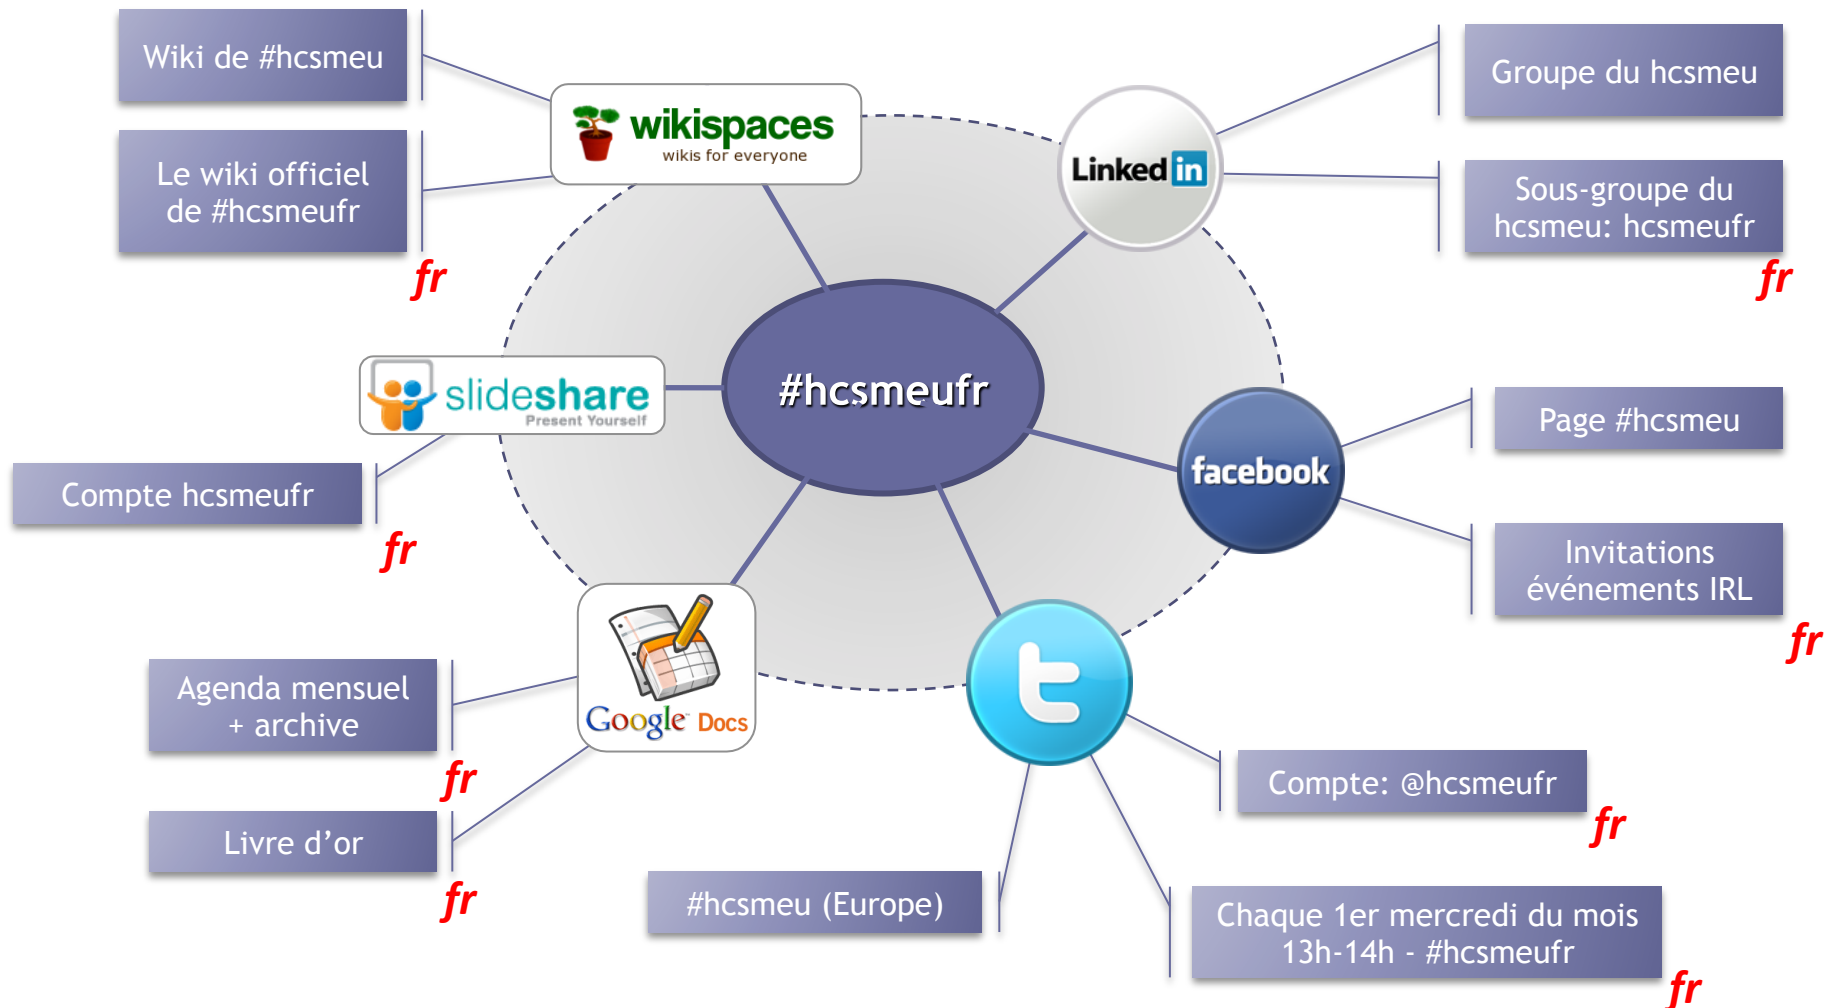 Wiki de #hcsmeu
wikispaces
wikis for everyone
Le wiki officiel
de #hcsmeufr
fr
Linked in
Groupe du hcsmeu
Sous-groupe du
hcsmeu: hcsmeufr
fr
#hcsmeufr
slideshare
Present Yourself
Compte hcsmeufr
fr
facebook
Page #hcsmeu
Invitations
événements IRL
fr
Google Docs
Agenda mensuel
+ archive
fr
Livre d’or
fr
t
Compte: @hcsmeufr
fr
#hcsmeu (Europe)
Chaque 1er mercredi du mois
13h-14h - #hcsmeufr
fr